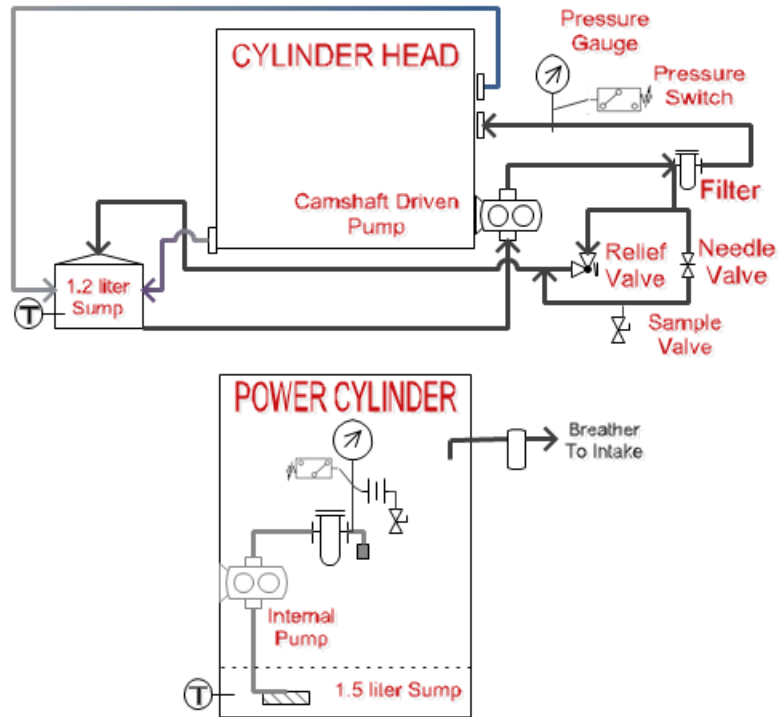 Pressure
Gauge
CYLINDER HEAD
Pressure
Switch
Camshaft Driven
Pump
Filter
Relief
Valve
Needle
Valve
1.2 liter
Sump
T
Sample
Valve
POWER CYLINDER
Breather
To Intake
Internal
Pump
T
1.5 liter Sump